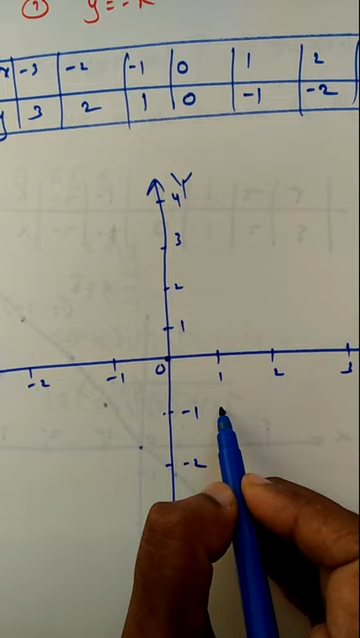 ① y = -x
x -3 -2 -1 0 1 2
y 3 2 1 0 -1 -2
Y
4
3
2
1
-2 -1 0 1 2 3
-1
-2